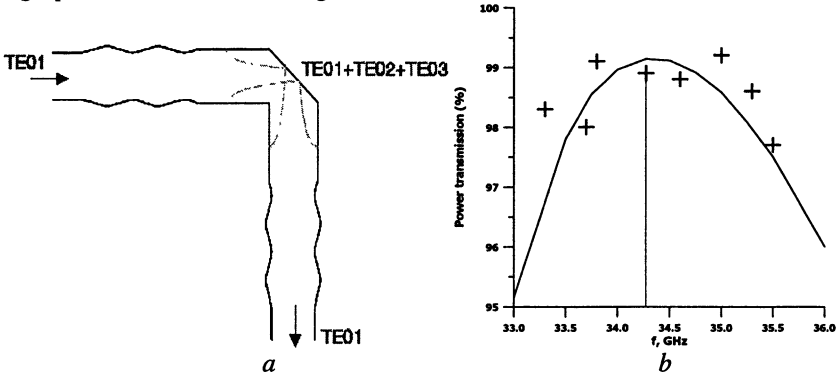 TE01
TE01+TE02+TE03
TE01
a
100
99
98
97
96
95
Power transmission (%)
33.0 33.5 34.0 34.5 35.0 35.5 36.0
f, GHz
b